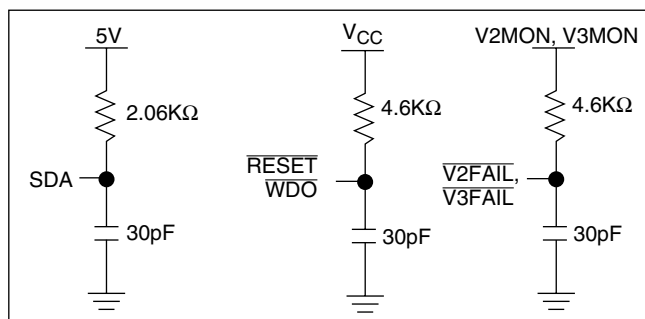 5V
2.06KΩ
SDA
30pF
VCC
4.6KΩ
RESET
WDO
30pF
V2MON, V3MON
4.6KΩ
V2FAIL,
V3FAIL
30pF